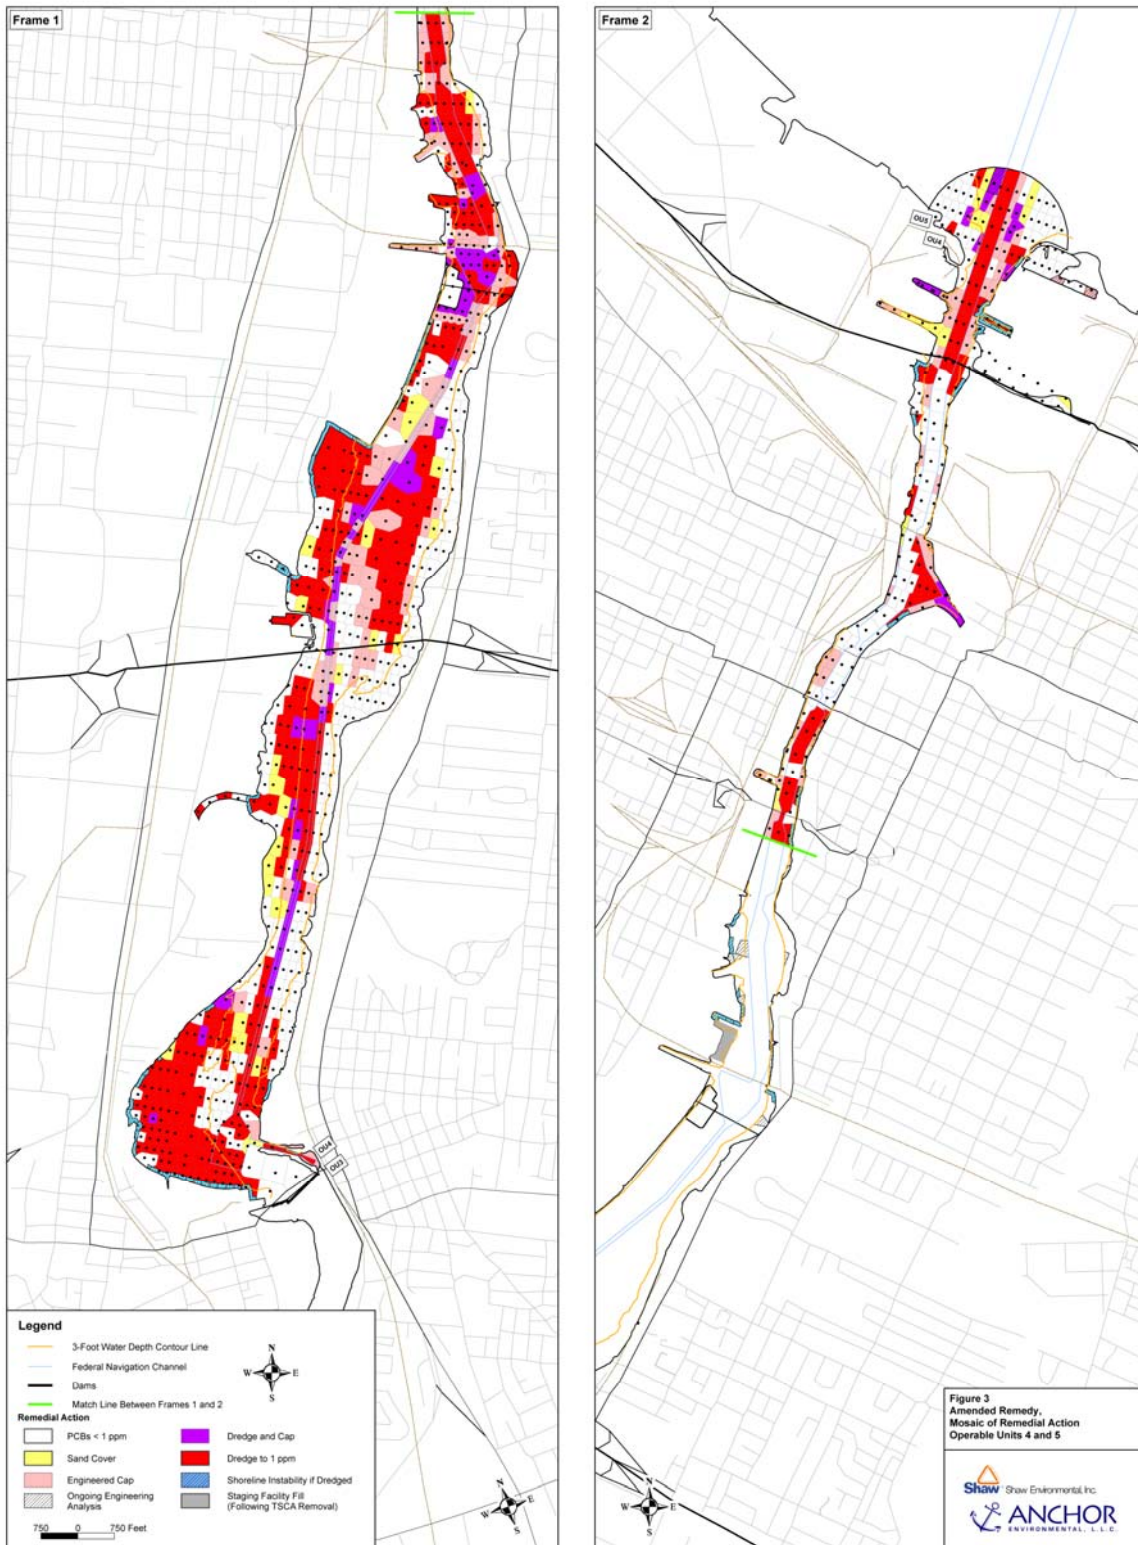 Frame 1
Frame 2
OU5
OU4
OU4
OU3
Legend
3-Foot Water Depth Contour Line
Federal Navigation Channel
Dams
Match Line Between Frames 1 and 2
N
W
E
S
Remedial Action
PCBs < 1 ppm
Dredge and Cap
Sand Cover
Dredge to 1 ppm
Engineered Cap
Shoreline Instability if Dredged
Ongoing Engineering
Analysis
Staging Facility Fill
(Following TSCA Removal)
750
0
750 Feet
N
W
E
S
N
W
E
S
Figure 3
Amended Remedy,
Mosaic of Remedial Action
Operable Units 4 and 5
Shaw Shaw Environmental, Inc.
ANCHOR
ENVIRONMENTAL, L.L.C.